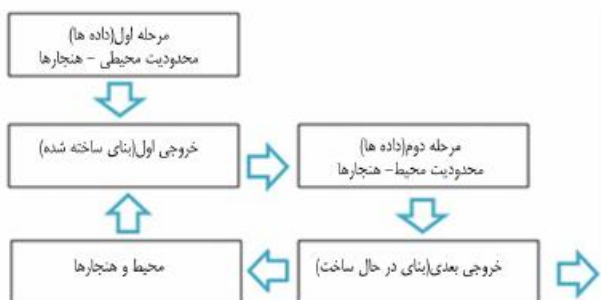 مرحله اول(داده ها)
محدودیت محیطی – هنجارها
خروجی اول(بنای ساخته شده)
مرحله دوم(داده ها)
محدودیت محیط– هنجارها
خروجی بعدی(بنای در حال ساخت)
محیط و هنجارها